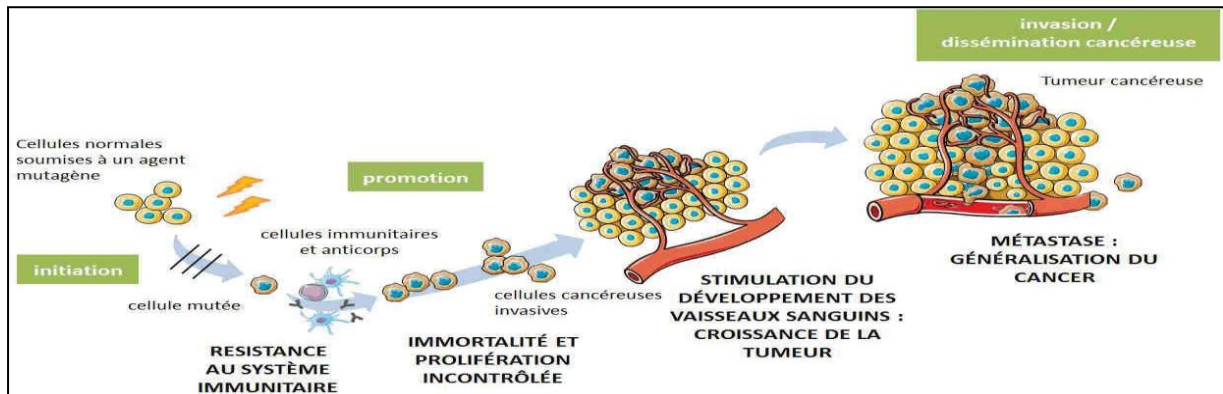 invasion /
dissémination cancéreuse
Tumeur cancéreuse
Cellules normales
soumises à un agent
mutagène
promotion
cellules immunitaires
et anticorps
initiation
cellule mutée
cellules cancéreuses
invasives
RESISTANCE
AU SYSTÈME
IMMUNITAIRE
IMMORTALITÉ ET
PROLIFÉRATION
INCONTRÔLÉE
STIMULATION DU
DÉVELOPPEMENT DES
VAISSEAUX SANGUINS :
CROISSANCE DE LA
TUMEUR
MÉTASTASE :
GÉNÉRALISATION DU
CANCER